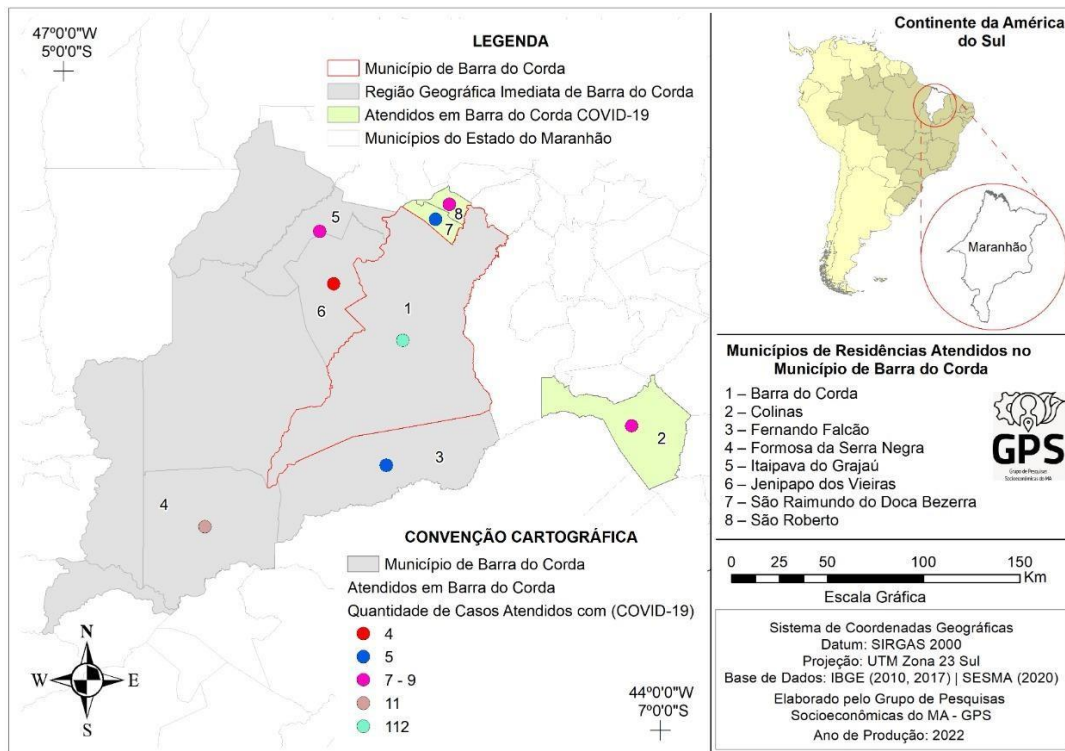 47º0'0"W
5º0'0"S
LEGENDA
Município de Barra do Corda
Região Geográfica Imediata de Barra do Corda
Atendidos em Barra do Corda COVID-19
Municípios do Estado do Maranhão
5
8
7
6
1
2
3
4
CONVENÇÃO CARTOGRÁFICA
Município de Barra do Corda
Atendidos em Barra do Corda
Quantidade de Casos Atendidos com (COVID-19)
4
5
7 - 9
11
112
N
W
E
S
44º0'0"W
7º0'0"S
Continente da América
do Sul
Maranhão
Municípios de Residências Atendidos no
Município de Barra do Corda
1 – Barra do Corda
2 – Colinas
3 – Fernando Falcão
4 – Formosa da Serra Negra
5 – Itaipava do Grajaú
6 – Jenipapo dos Vieiras
7 – São Raimundo do Doca Bezerra
8 – São Roberto
GPS
Grupo de Pesquisas
Socioeconômicas do MA
0 25 50 100 150
Km
Escala Gráfica
Sistema de Coordenadas Geográficas
Datum: SIRGAS 2000
Projeção: UTM Zona 23 Sul
Base de Dados: IBGE (2010, 2017) | SESMA (2020)
Elaborado pelo Grupo de Pesquisas
Socioeconômicas do MA - GPS
Ano de Produção: 2022